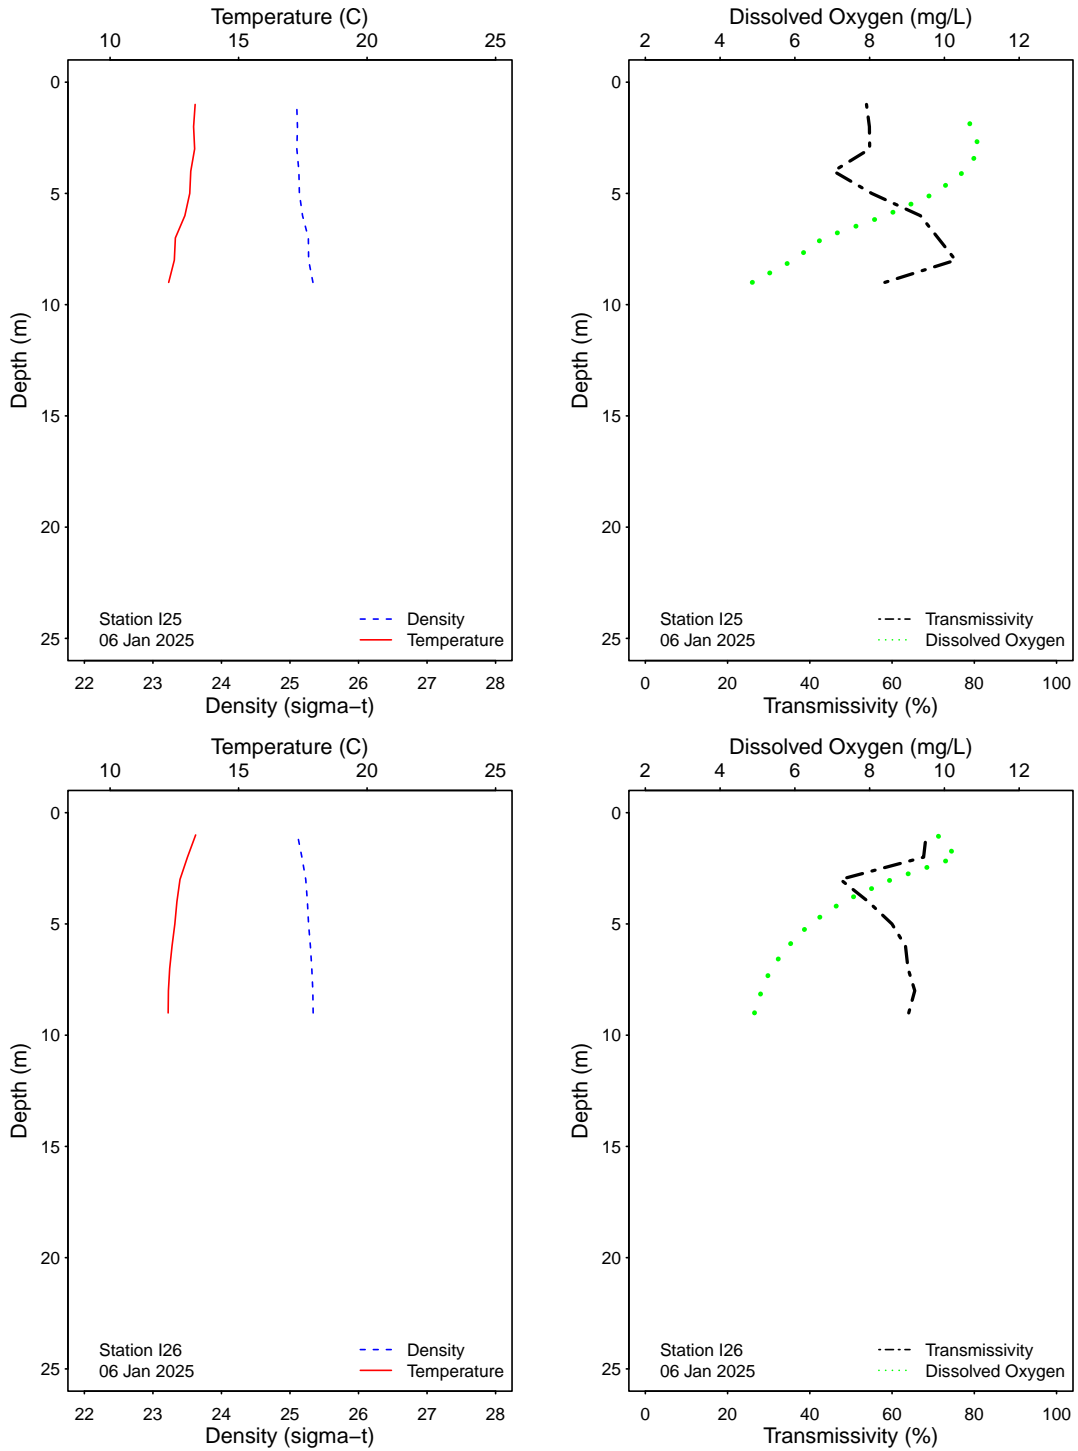 Temperature (C)
10 15 20 25
0
5
10
15
20
25
Depth (m)
Station I25
06 Jan 2025
Density
Temperature
22 23 24 25 26 27 28
Density (sigma−t)
Dissolved Oxygen (mg/L)
2 4 6 8 10 12
0
5
10
15
20
25
Depth (m)
Station I25
06 Jan 2025
Transmissivity
Dissolved Oxygen
0 20 40 60 80 100
Transmissivity (%)
Temperature (C)
10 15 20 25
0
5
10
15
20
25
Depth (m)
Station I26
06 Jan 2025
Density
Temperature
22 23 24 25 26 27 28
Density (sigma−t)
Dissolved Oxygen (mg/L)
2 4 6 8 10 12
0
5
10
15
20
25
Depth (m)
Station I26
06 Jan 2025
Transmissivity
Dissolved Oxygen
0 20 40 60 80 100
Transmissivity (%)